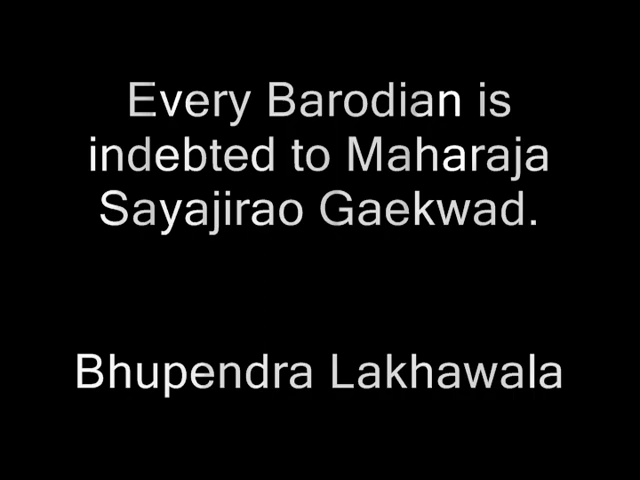 Every Barodian is
indebted to Maharaja
Sayajirao Gaekwad.
Bhupendra Lakhawala